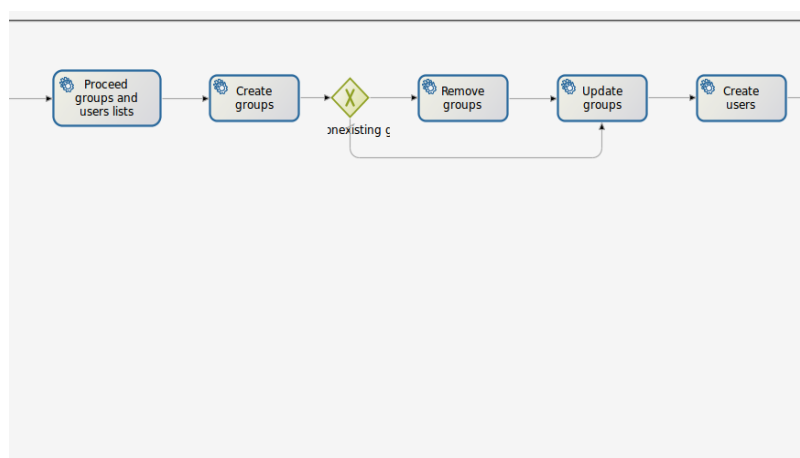 Proceed
groups and
users lists
Create
groups
Remove
groups
Update
groups
Create
users